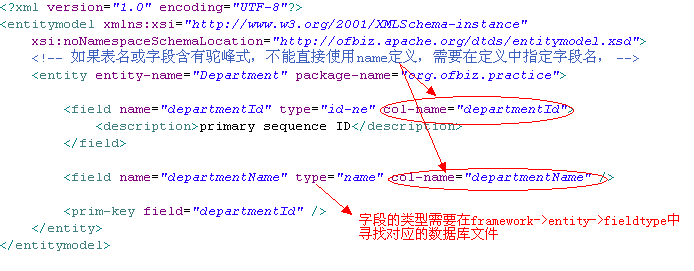 <?xml version="1.0" encoding="UTF-8"?>
<entitymodel xmlns:xsi="http://www.w3.org/2001/XMLSchema-instance"
xsi:noNamespaceSchemaLocation="http://ofbiz.apache.org/dtds/entitymodel.xsd">
<!-- 如果表名或字段含有驼峰式，不能直接使用name定义，需要在定义中指定字段名， -->
<entity entity-name="Department" package-name="org.ofbiz.practice">
<field name="departmentId" type="id-ne" col-name="departmentId">
<description>primary sequence ID</description>
</field>
<field name="departmentName" type="name" col-name="departmentName" />
<prim-key field="departmentId" />
字段的类型需要在framework->entity->fieldtype中
寻找对应的数据库文件
</entity>
</entitymodel>